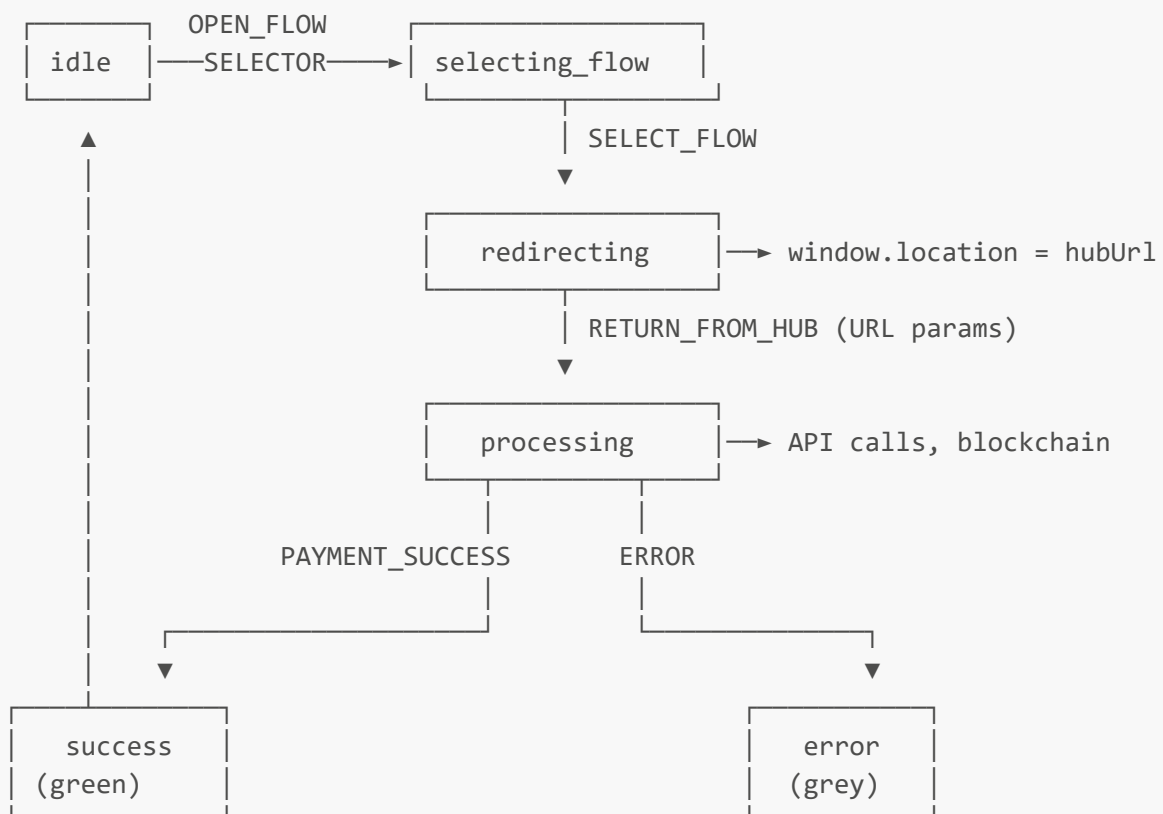 OPEN_FLOW
idle SELECTOR selecting_flow
SELECT_FLOW
redirecting window.location = hubUrl
RETURN_FROM_HUB (URL params)
processing API calls, blockchain
PAYMENT_SUCCESS ERROR
success error
(green) (grey)